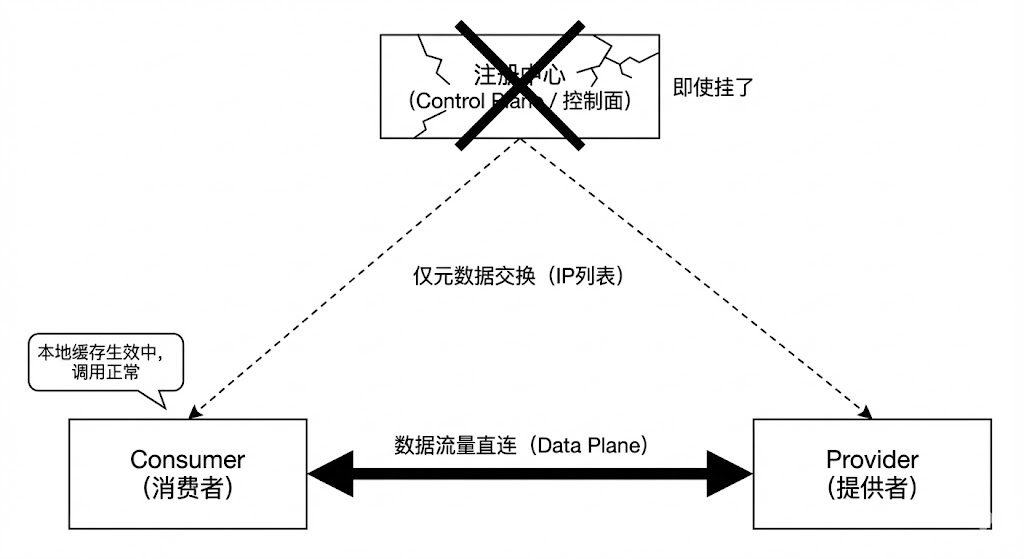 注册中心
（Control Plane / 控制面）
即使挂了
仅元数据交换（IP列表）
本地缓存生效中，
调用正常
Consumer
（消费者）
数据流量直连（Data Plane）
Provider
（提供者）